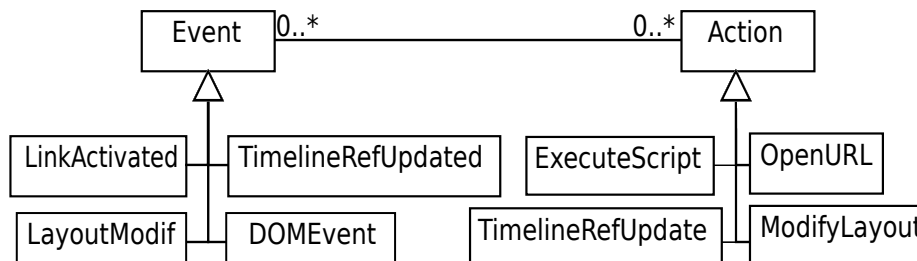 Event 0..* 0..* Action
LinkActivated TimelineRefUpdated ExecuteScript OpenURL
LayoutModif DOMEvent TimelineRefUpdate ModifyLayout